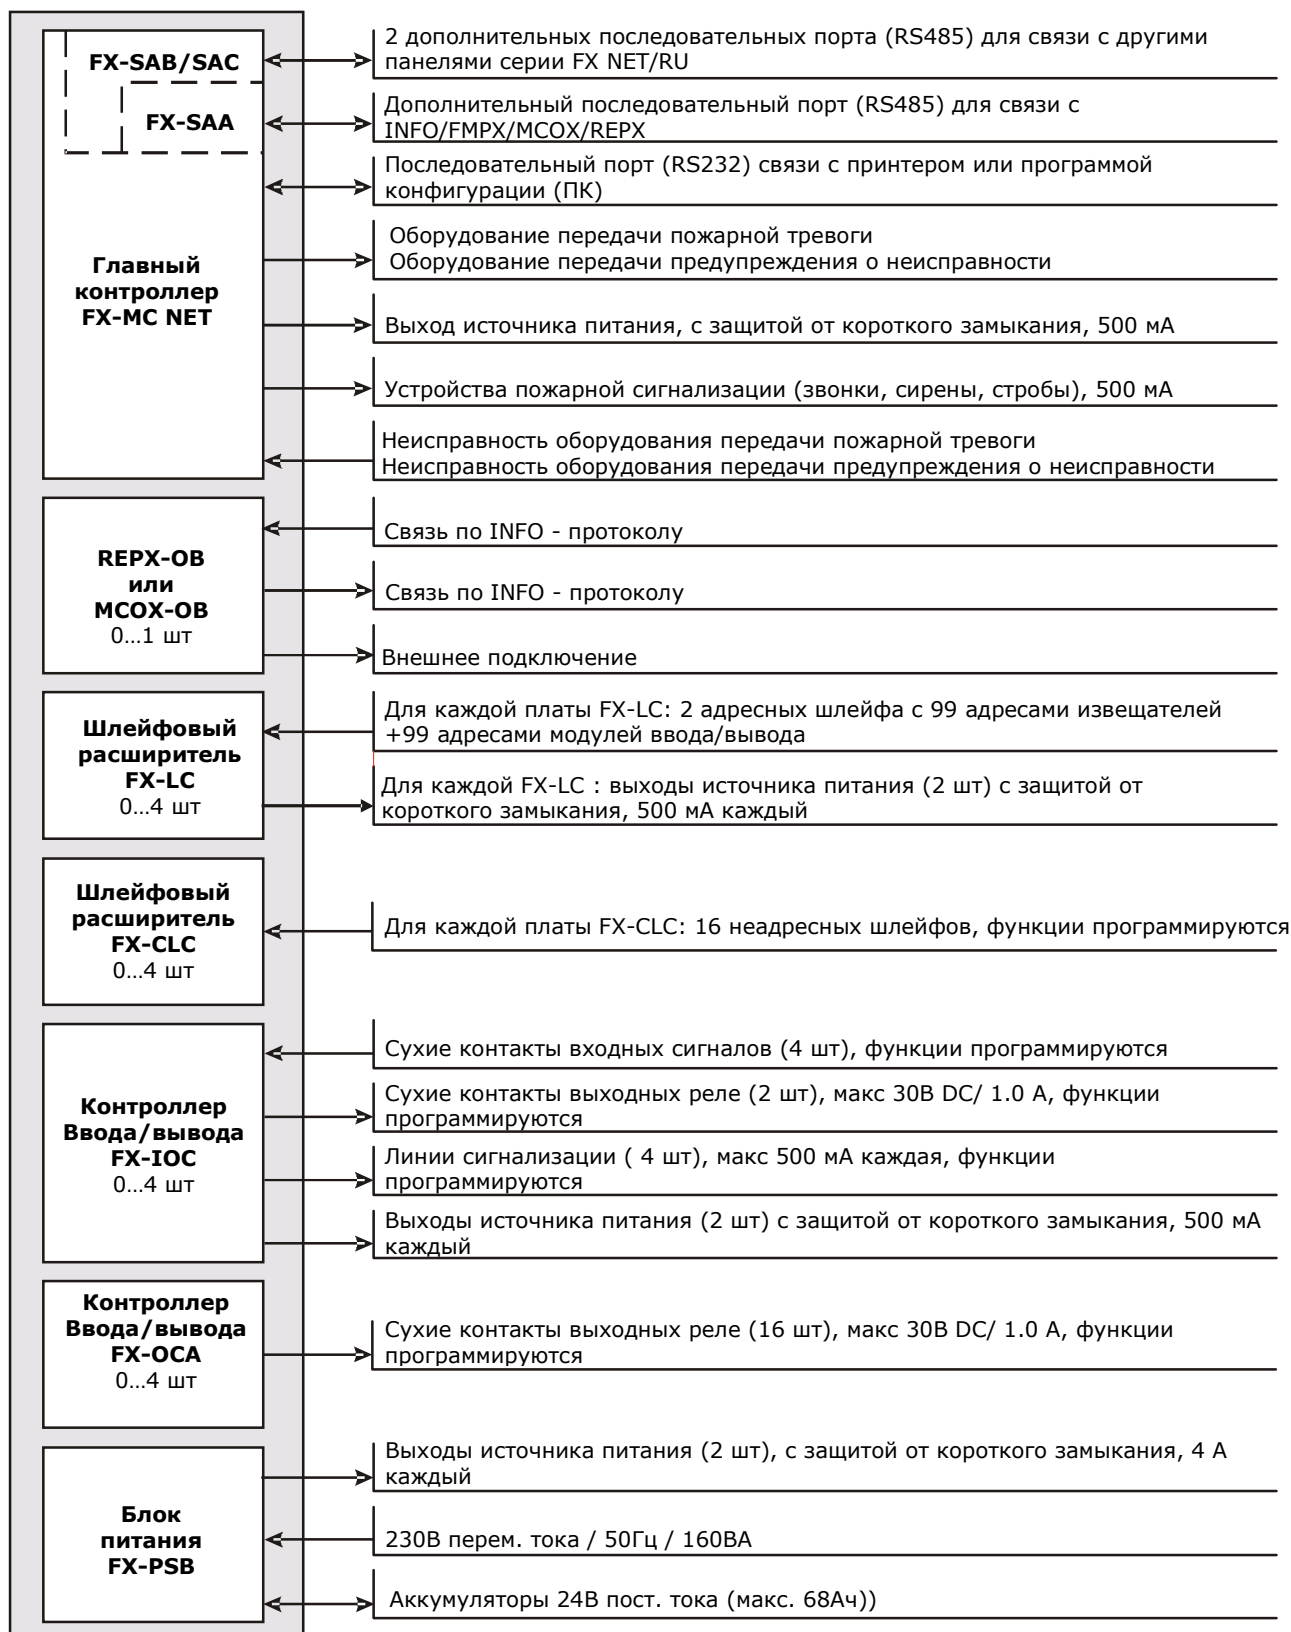 FX-SAB/SAC
2 дополнительных последовательных порта (RS485) для связи с другими
панелями серии FX NET/RU
FX-SAA
Дополнительный последовательный порт (RS485) для связи с
INFO/FMPX/MCOX/REPX
Последовательный порт (RS232) связи с принтером или программой
конфигурации (ПК)
Главный
контроллер
FX-MC NET
Оборудование передачи пожарной тревоги
Оборудование передачи предупреждения о неисправности
Выход источника питания, с защитой от короткого замыкания, 500 мА
Устройства пожарной сигнализации (звонки, сирены, стробы), 500 мА
Неисправность оборудования передачи пожарной тревоги
Неисправность оборудования передачи предупреждения о неисправности
REPX-OB
или
MCOX-OB
0...1 шт
Связь по INFO - протоколу
Связь по INFO - протоколу
Внешнее подключение
Шлейфовый
расширитель
FX-LC
0...4 шт
Для каждой платы FX-LC: 2 адресных шлейфа с 99 адресами извещателей
+99 адресами модулей ввода/вывода
Для каждой FX-LC : выходы источника питания (2 шт) с защитой от
короткого замыкания, 500 мА каждый
Шлейфовый
расширитель
FX-CLC
0...4 шт
Для каждой платы FX-CLC: 16 неадресных шлейфов, функции программируются
Контроллер
Ввода/вывода
FX-IOC
0...4 шт
Сухие контакты входных сигналов (4 шт), функции программируются
Сухие контакты выходных реле (2 шт), макс 30В DC/ 1.0 А, функции
программируются
Линии сигнализации ( 4 шт), макс 500 мА каждая, функции
программируются
Выходы источника питания (2 шт) с защитой от короткого замыкания, 500 мА
каждый
Контроллер
Ввода/вывода
FX-OCA
0...4 шт
Сухие контакты выходных реле (16 шт), макс 30В DC/ 1.0 А, функции
программируются
Блок
питания
FX-PSB
Выходы источника питания (2 шт), с защитой от короткого замыкания, 4 А
каждый
230В перем. тока / 50Гц / 160ВА
Аккумуляторы 24В пост. тока (макс. 68Ач))